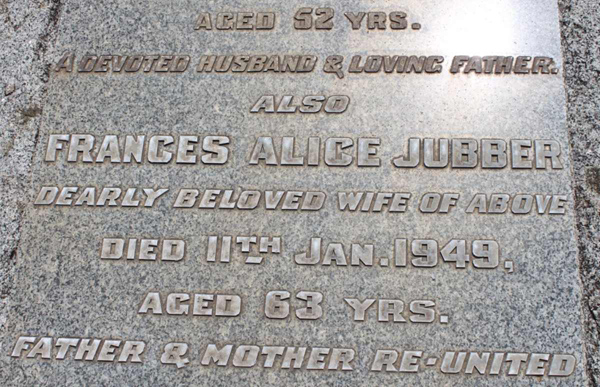 AGED 52 YRS.
A DEVOTED HUSBAND & LOVING FATHER.
ALSO
FRANCES ALICE JUBBER
DEARLY BELOVED WIFE OF ABOVE
DIED 11TH JAN. 1949,
AGED 63 YRS.
FATHER & MOTHER RE-UNITED